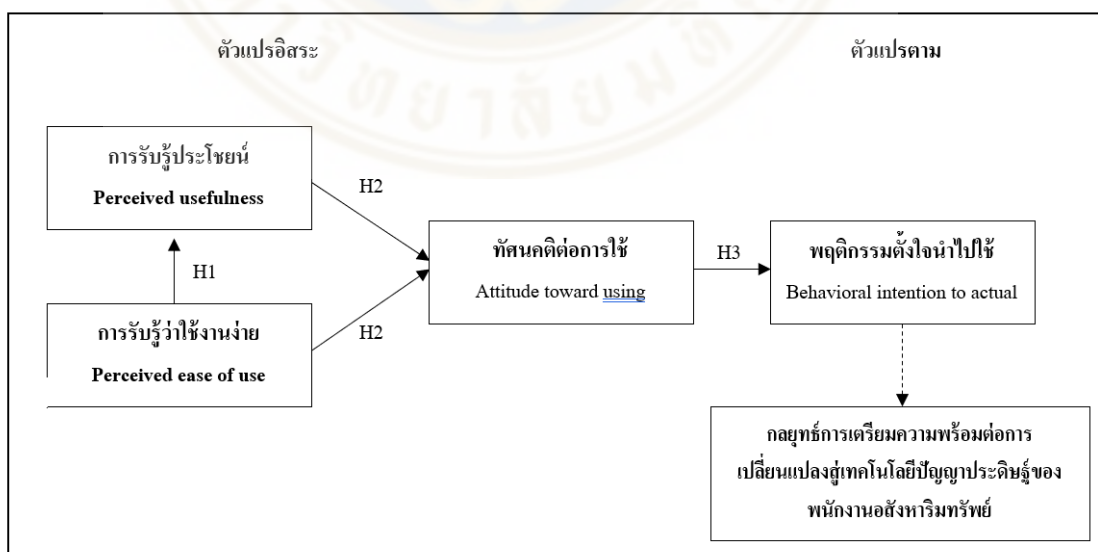 ตัวแปรอิสระ
ตัวแปรตาม
การรับรู้ประโยชน์
Perceived usefulness
H2
H1
การรับรู้ว่าใช้งานง่าย
Perceived ease of use
H2
ทัศนคติต่อการใช้
Attitude toward using
H3
พฤติกรรมตั้งใจนำไปใช้
Behavioral intention to actual
กลยุทธ์การเตรียมความพร้อมต่อการ
เปลี่ยนแปลงสู่เทคโนโลยีปัญญาประดิษฐ์ของ
พนักงานอสังหาริมทรัพย์